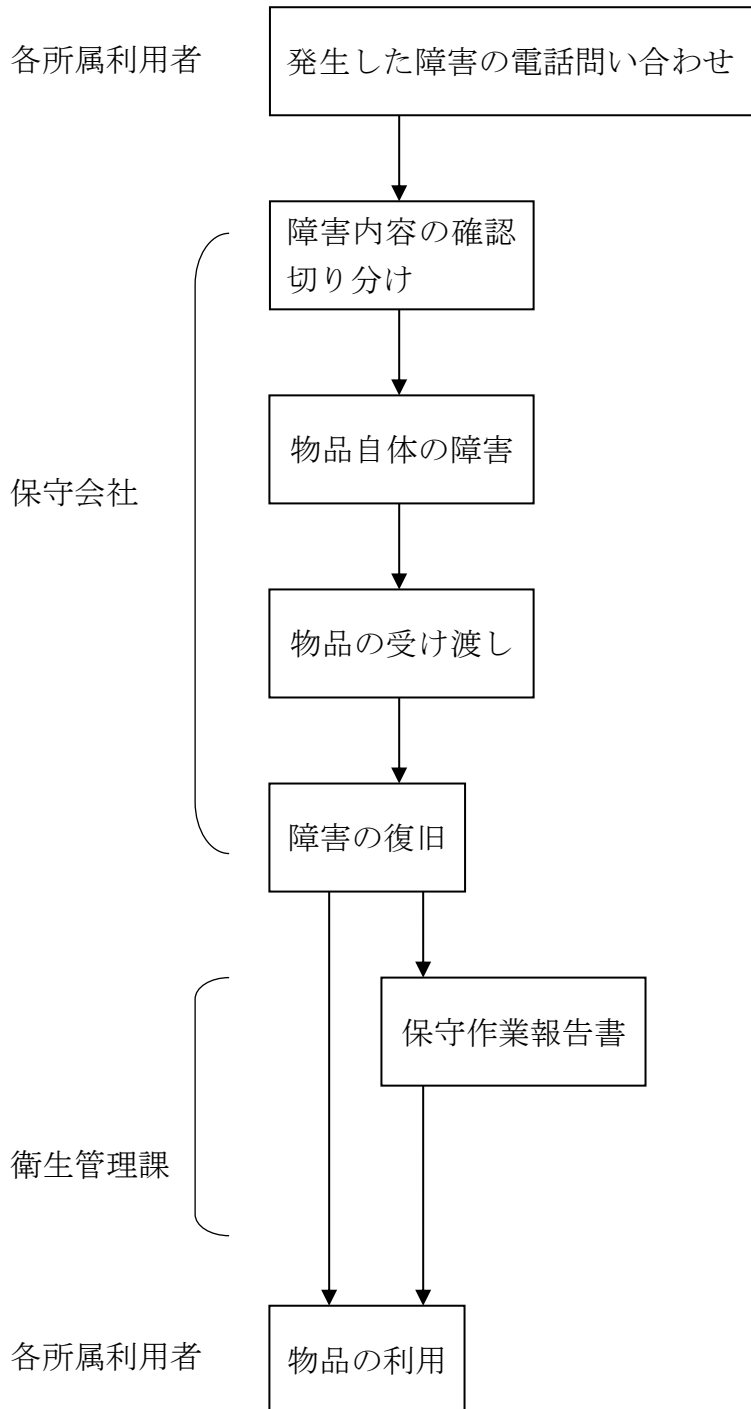 各所属利用者
発生した障害の電話問い合わせ
障害内容の確認
切り分け
物品自体の障害
保守会社
物品の受け渡し
障害の復旧
保守作業報告書
衛生管理課
各所属利用者
物品の利用